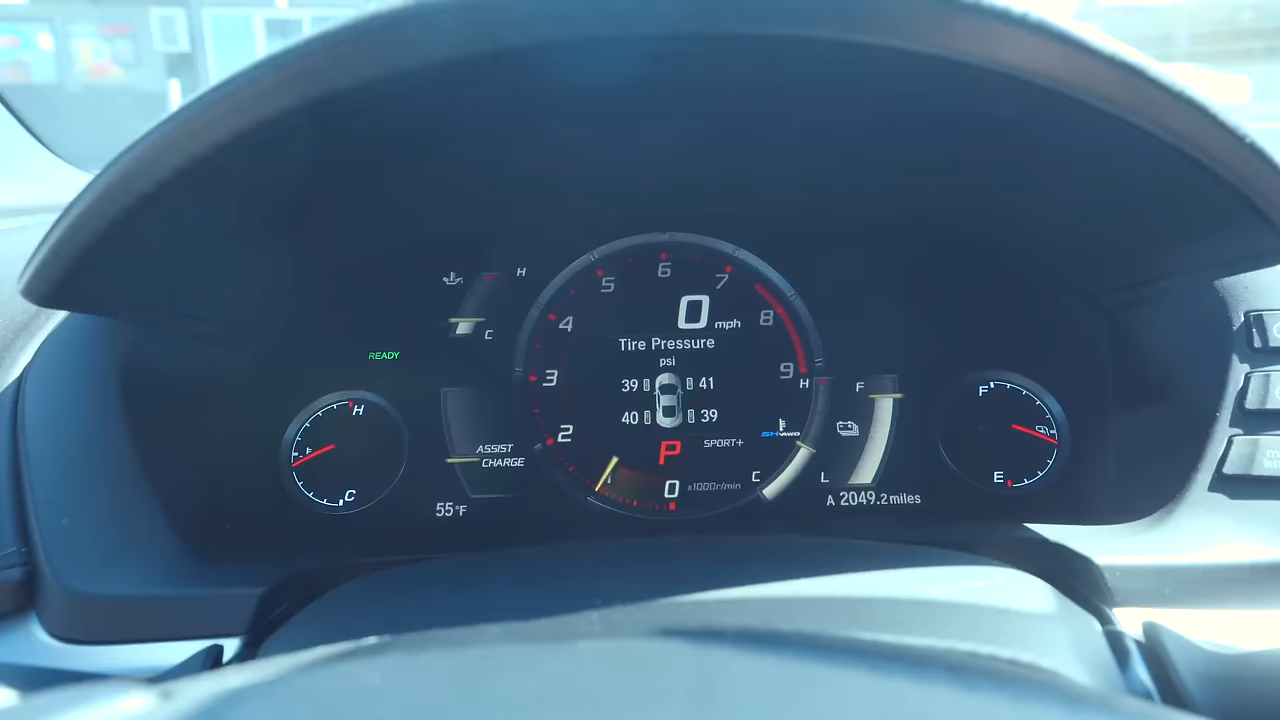 H
C
READY
H
C
ASSIST
CHARGE
55°F
0 mph
Tire Pressure
psi
39 41
40 39
P SPORT+
0 x1000r/min
2
3
4
5
6
7
8
9
H
SH-AWD
C
F
L
A 2049.2 miles
F
E